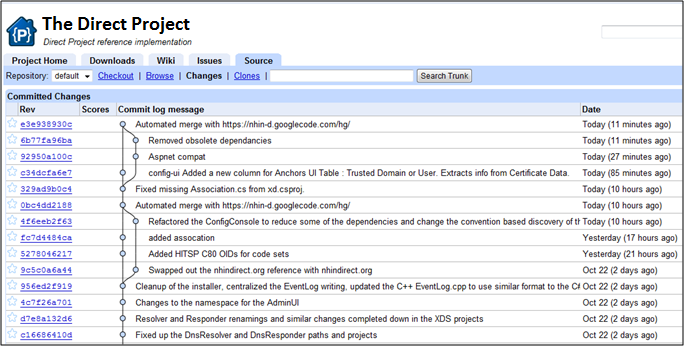 The Direct Project
Direct Project reference implementation
Project Home Downloads Wiki Issues Source
Repository: default Checkout | Browse | Changes | Clones | Search Trunk
Committed Changes
Rev Scores Commit log message Date
e3e938930c Automated merge with https://nhin-d.googlecode.com/hg/ Today (11 minutes ago)
6b77fa96ba Removed obsolete dependancies Today (11 minutes ago)
92950a100c Aspnet compat Today (27 minutes ago)
c34dcfa6e7 config-ui Added a new column for Anchors UI Table : Trusted Domain or User. Extracts info from Certificate Data. Today (85 minutes ago)
329ad9b0c4 Fixed missing Association.cs from xd.csproj. Today (10 hours ago)
0bc4dd2188 Automated merge with https://nhin-d.googlecode.com/hg/ Today (10 hours ago)
4f6eeb2f63 Refactored the ConfigConsole to reduce some of the dependencies and change the convention based discovery of th Today (10 hours ago)
fc7d4484ca added assocation Yesterday (17 hours ago)
5278046217 Added HITSP C80 OIDs for code sets Yesterday (21 hours ago)
9c5c0a6a44 Swapped out the nhindirect.org reference with nhindirect.org Oct 22 (2 days ago)
956ed2f919 Cleanup of the installer, centralized the EventLog writing, updated the C++ EventLog.cpp to use similar format to the C# Oct 22 (2 days ago)
4c7f26a701 Changes to the namespace for the AdminUI Oct 22 (2 days ago)
d7e8a132d6 Resolver and Responder renamings and similar changes completed down in the XDS projects Oct 22 (2 days ago)
c16686410d Fixed up the DnsResolver and DnsResponder paths and projects Oct 22 (2 days ago)